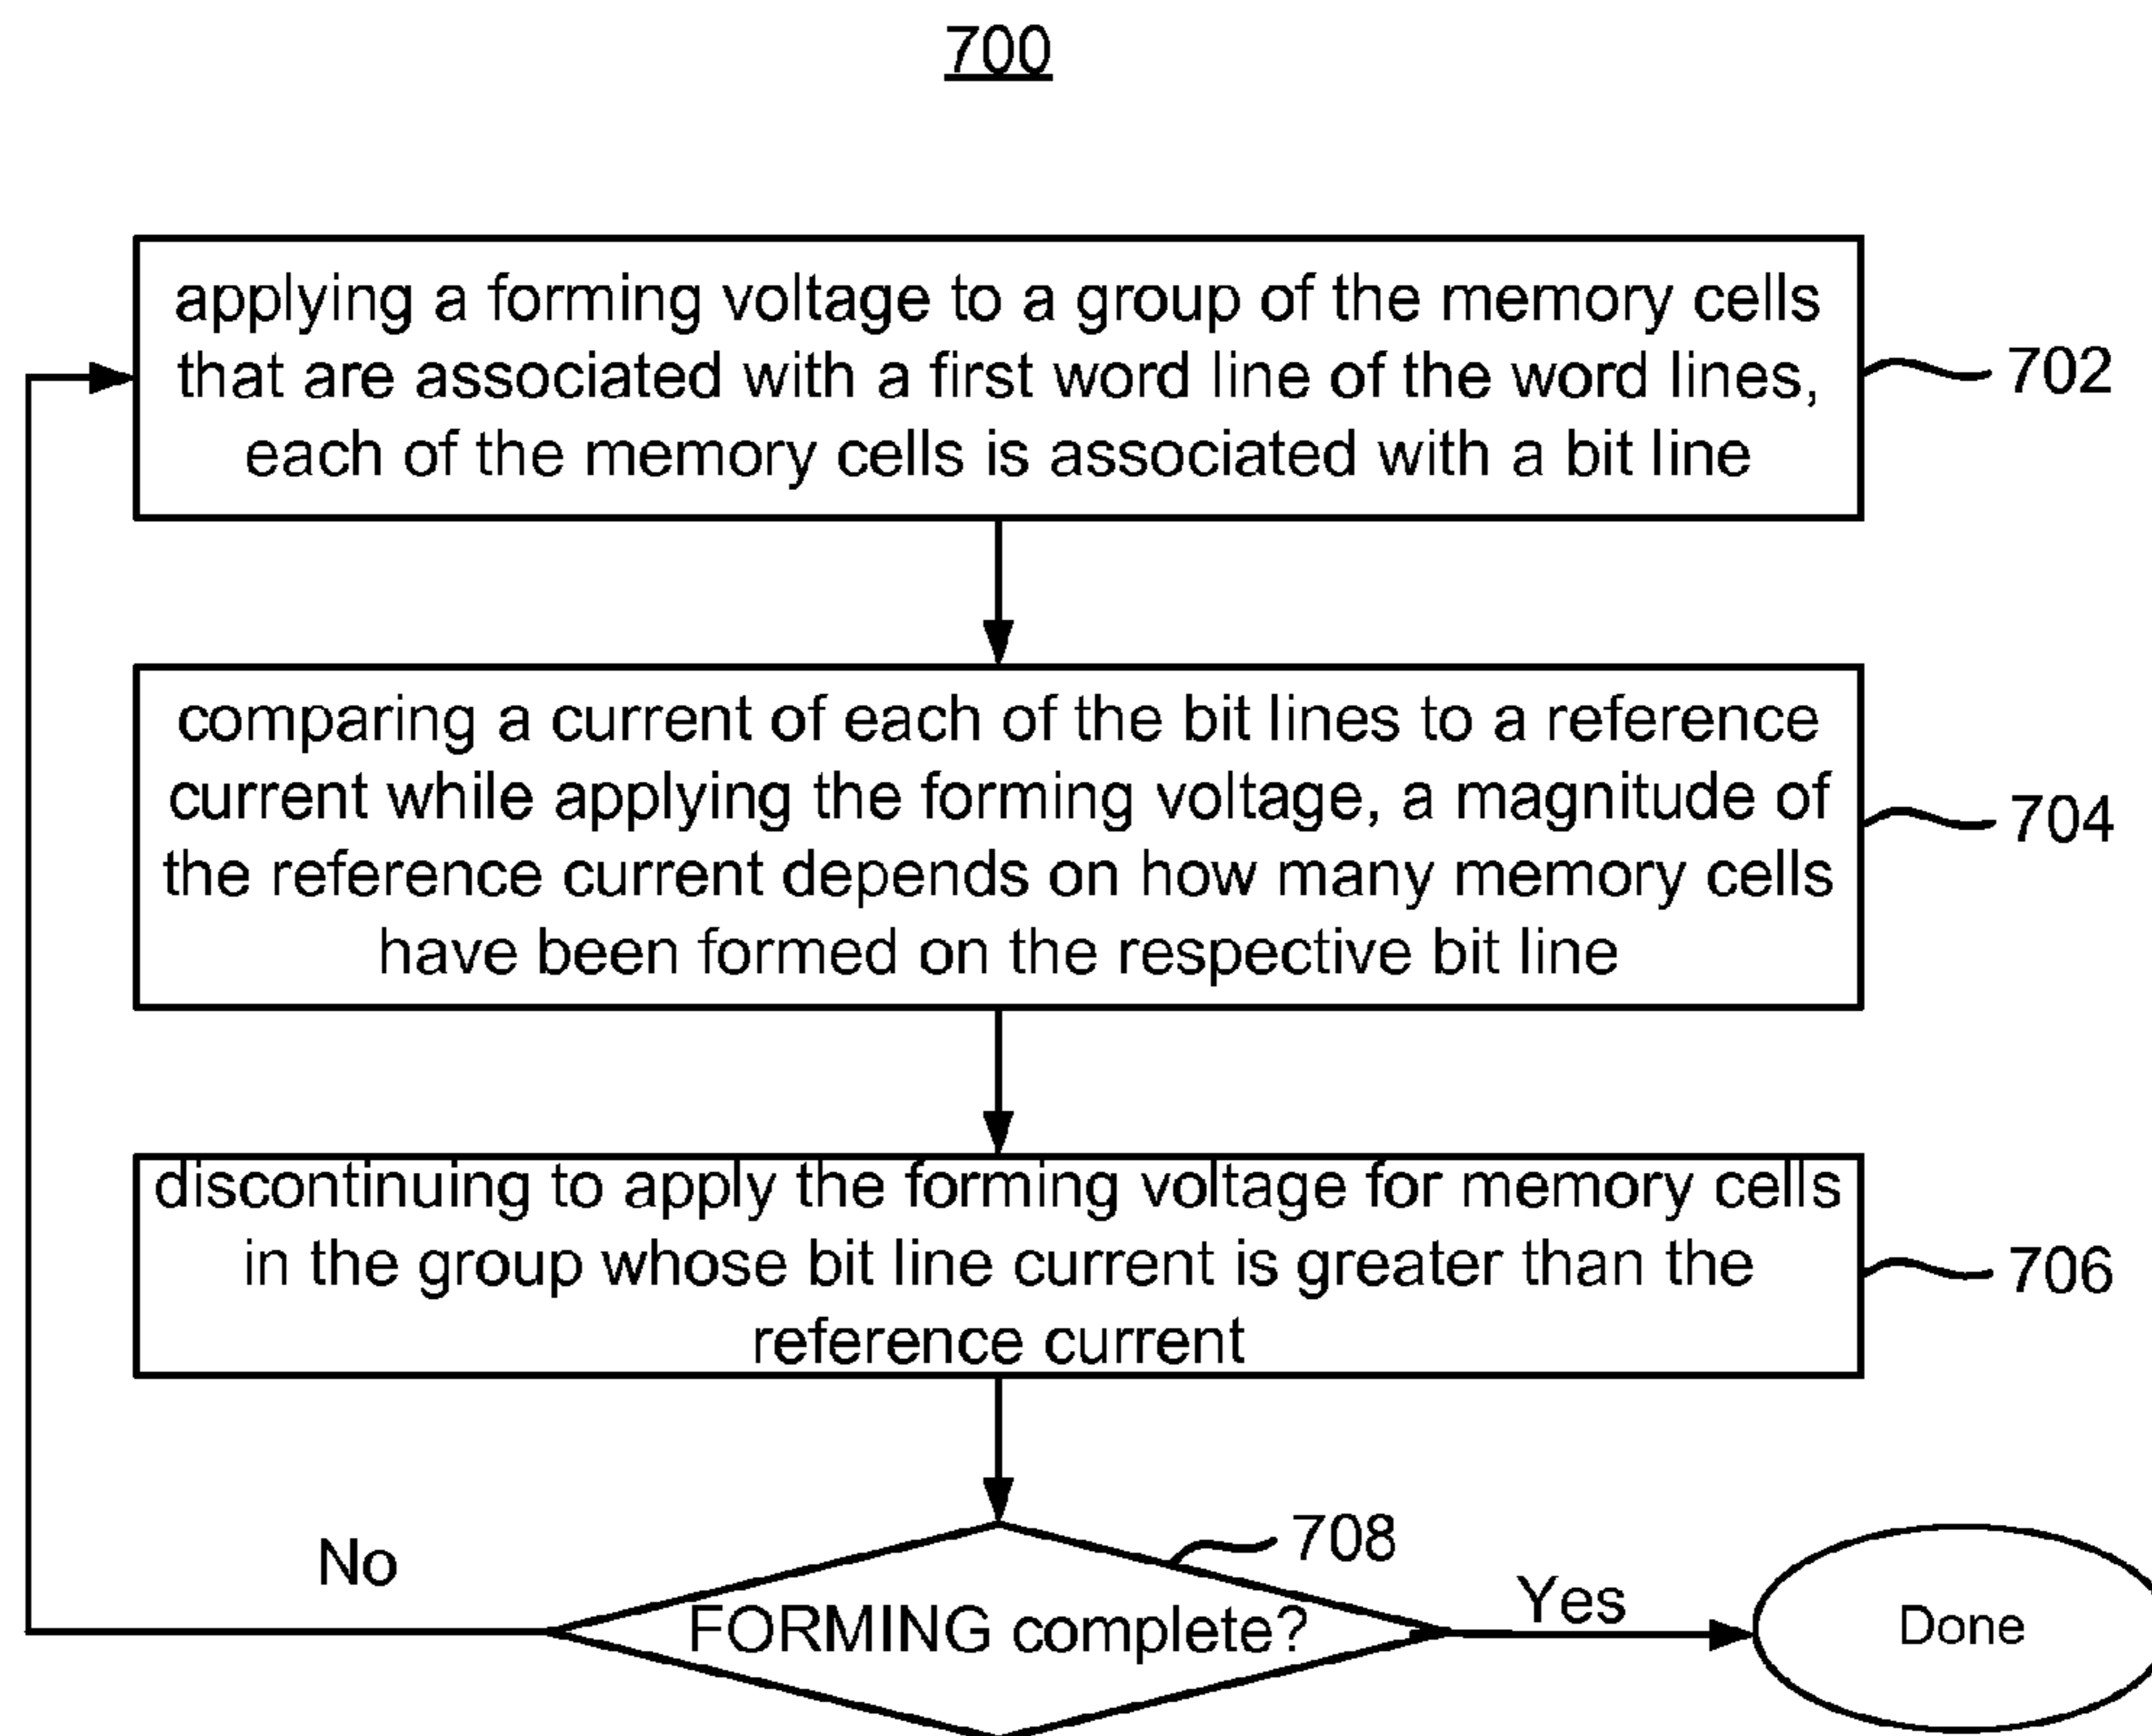 700
applying a forming voltage to a group of the memory cells
that are associated with a first word line of the word lines,
each of the memory cells is associated with a bit line
702
comparing a current of each of the bit lines to a reference
current while applying the forming voltage, a magnitude of
the reference current depends on how many memory cells
have been formed on the respective bit line
704
discontinuing to apply the forming voltage for memory cells
in the group whose bit line current is greater than the
reference current
706
708
No
FORMING complete?
Yes
Done